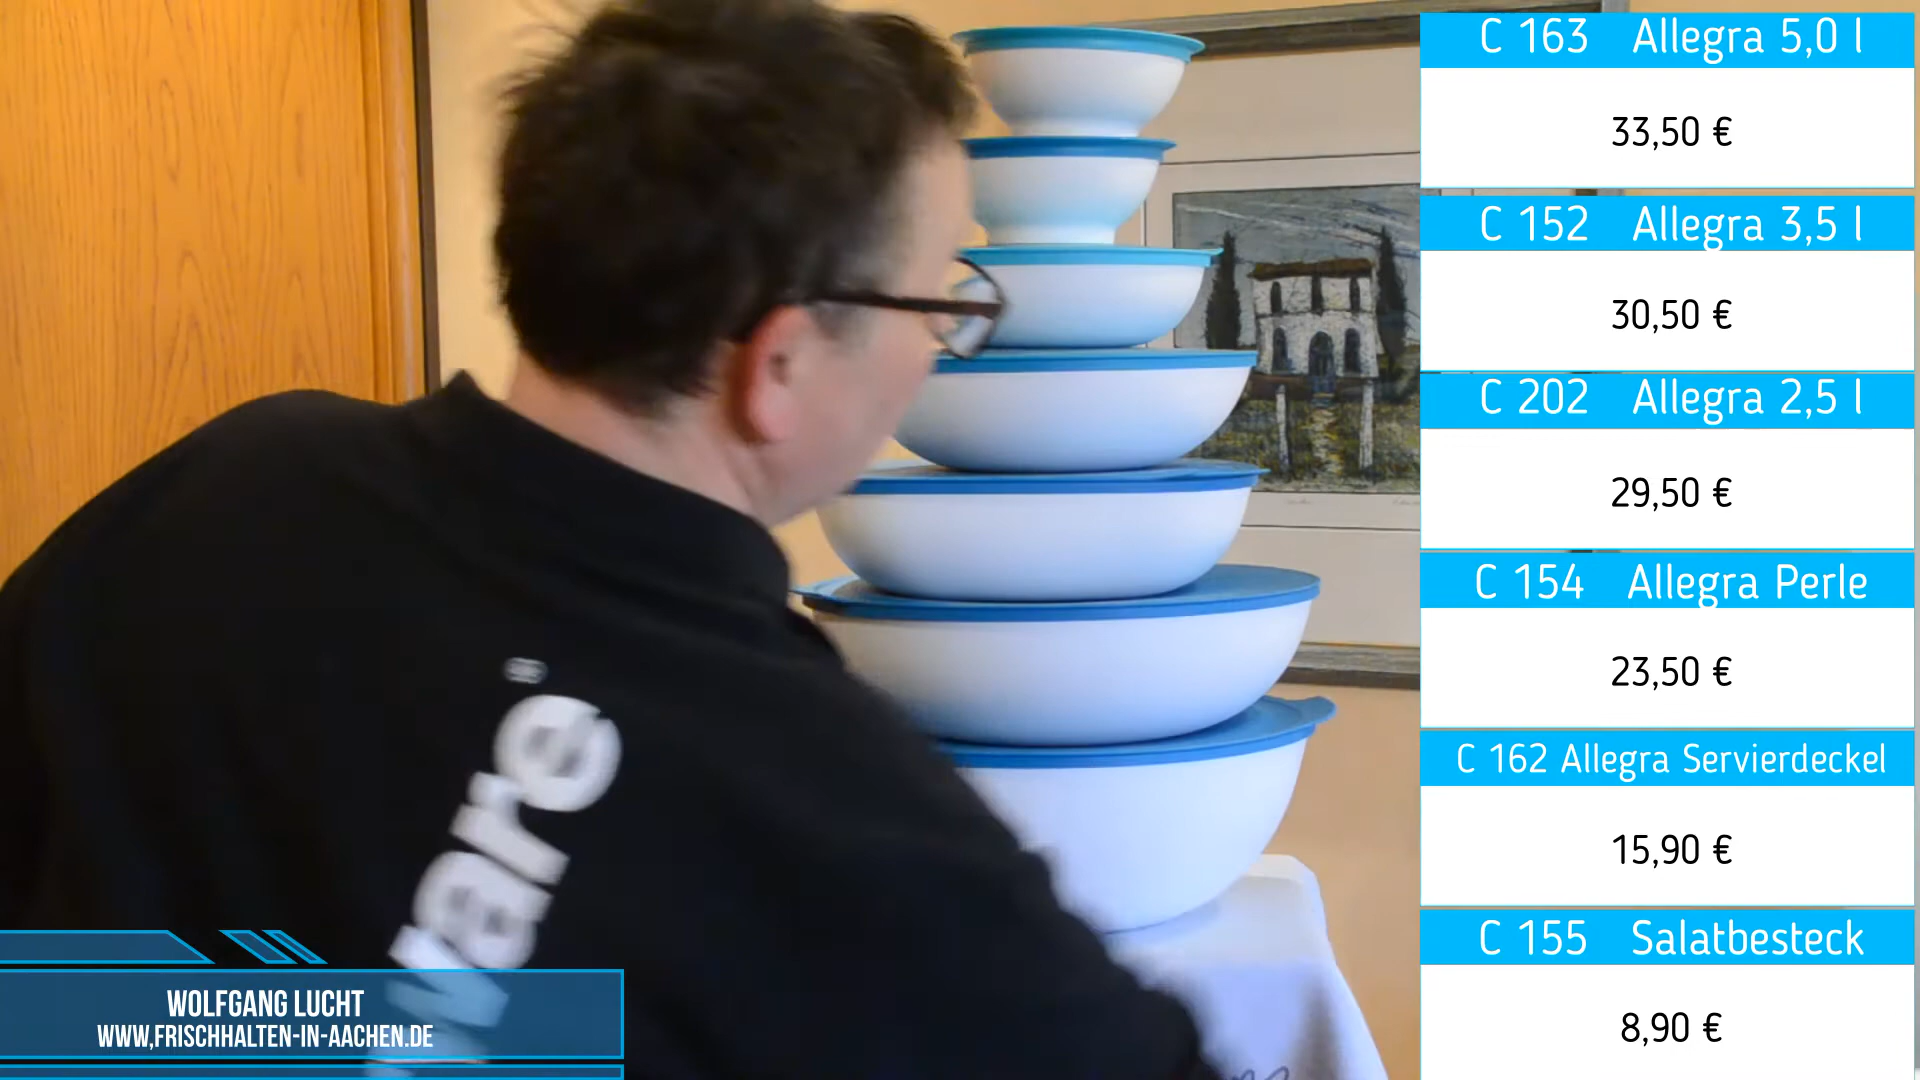 C 163 Allegra 5,0 l
33,50 €
C 152 Allegra 3,5 l
30,50 €
C 202 Allegra 2,5 l
29,50 €
C 154 Allegra Perle
23,50 €
C 162 Allegra Servierdeckel
15,90 €
C 155 Salatbesteck
8,90 €
ware
WOLFGANG LUCHT
WWW,FRISCHHALTEN-IN-AACHEN.DE